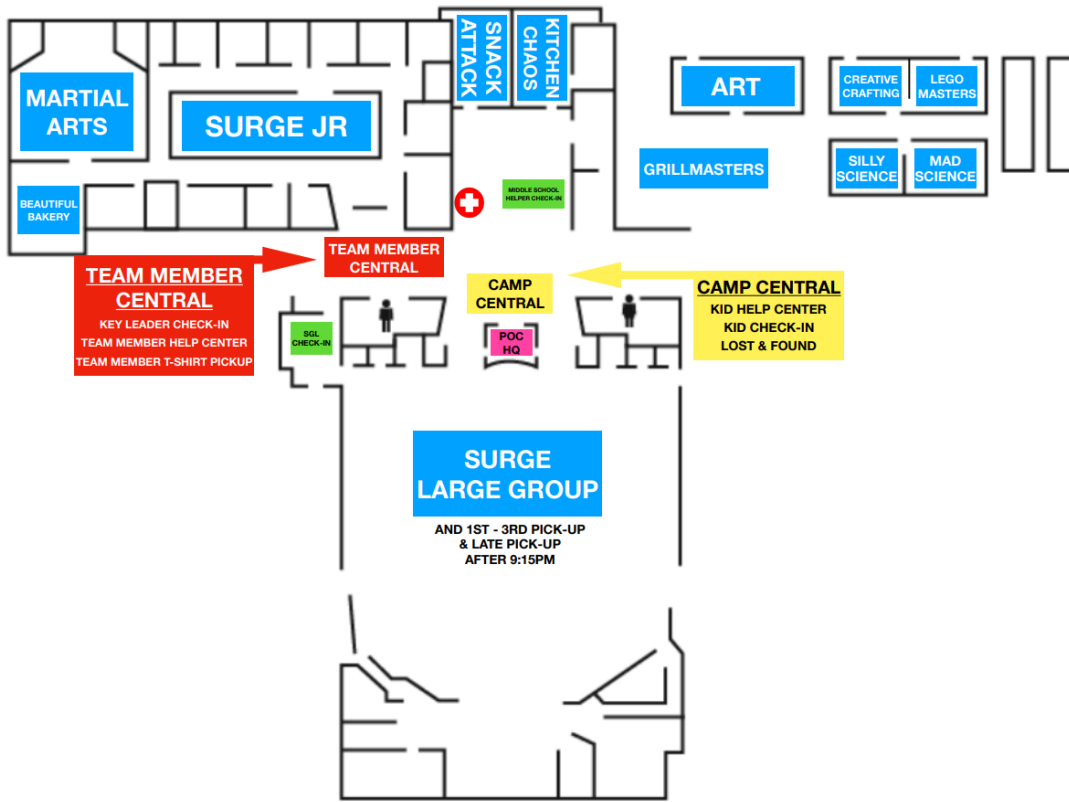 SNACK
ATTACK
KITCHEN
CHAOS
MARTIAL
ARTS
SURGE JR
ART
CREATIVE
CRAFTING
LEGO
MASTERS
GRILLMASTERS
SILLY
SCIENCE
MAD
SCIENCE
BEAUTIFUL
BAKERY
MIDDLE SCHOOL
HELPER CHECK-IN
TEAM MEMBER
CENTRAL
TEAM MEMBER
CENTRAL
KEY LEADER CHECK-IN
TEAM MEMBER HELP CENTER
TEAM MEMBER T-SHIRT PICKUP
CAMP
CENTRAL
CAMP CENTRAL
KID HELP CENTER
KID CHECK-IN
LOST & FOUND
SGL
CHECK-IN
POC
HQ
SURGE
LARGE GROUP
AND 1ST - 3RD PICK-UP
& LATE PICK-UP
AFTER 9:15PM